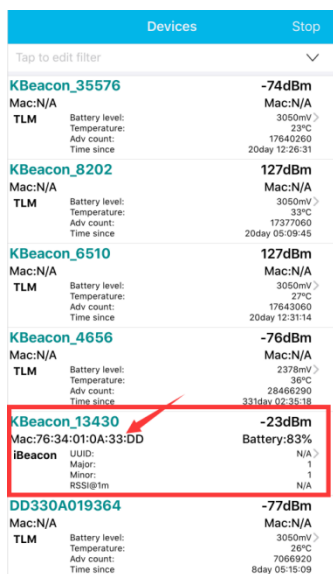 Devices Stop
Tap to edit filter
KBeacon_35576 -74dBm
Mac:N/A Mac:N/A
TLM Battery level: 3050mV
Temperature: 23ºC
Adv count: 17640260
Time since 20day 12:26:31
KBeacon_8202 127dBm
Mac:N/A Mac:N/A
TLM Battery level: 3050mV
Temperature: 33ºC
Adv count: 17377060
Time since 20day 05:09:45
KBeacon_6510 127dBm
Mac:N/A Mac:N/A
TLM Battery level: 3050mV
Temperature: 27ºC
Adv count: 17643060
Time since 20day 12:31:14
KBeacon_4656 -76dBm
Mac:N/A Mac:N/A
TLM Battery level: 2378mV
Temperature: 36ºC
Adv count: 28466290
Time since 331day 02:35:18
KBeacon_13430 -23dBm
Mac:76:34:01:0A:33:DD Battery:83%
iBeacon UUID: N/A
Major: 1
Minor: 1
RSSI@1m N/A
DD330A019364 -77dBm
Mac:N/A Mac:N/A
TLM Battery level: 3050mV
Temperature: 26ºC
Adv count: 7066920
Time since 8day 05:15:09